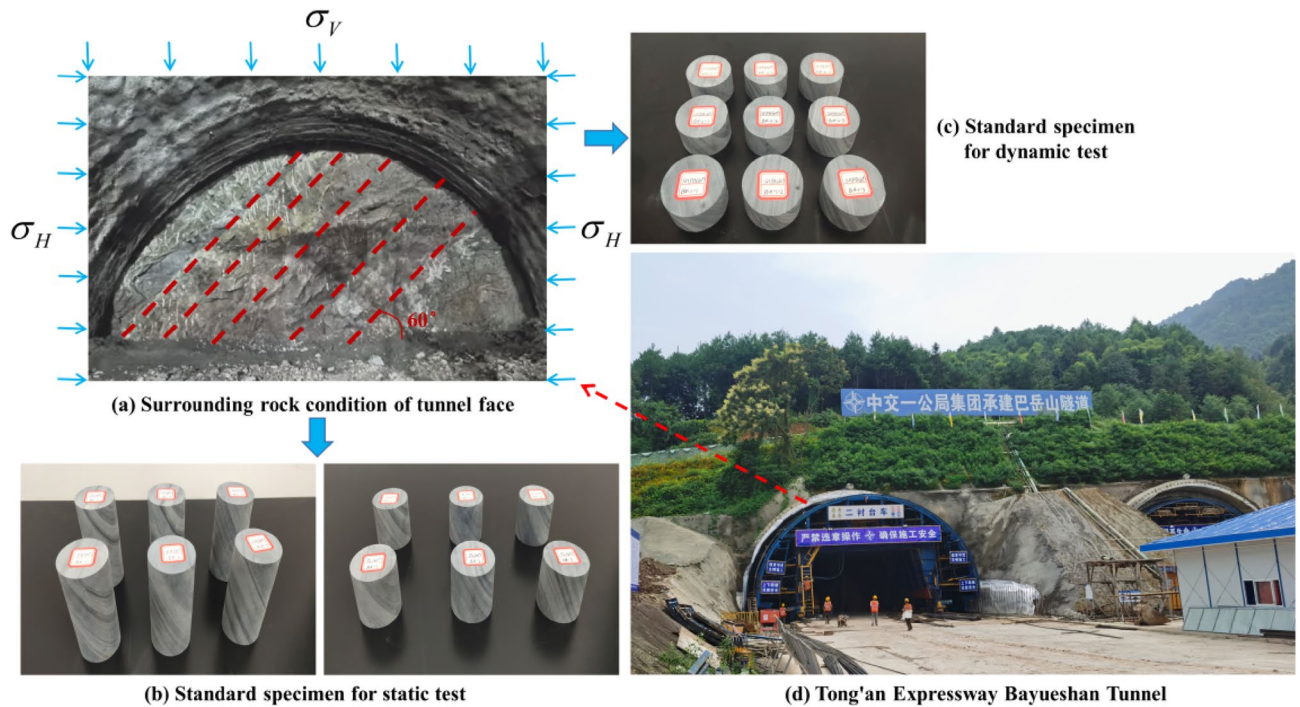 σV
σH
σH
60°
(a) Surrounding rock condition of tunnel face
(c) Standard specimen
for dynamic test
(b) Standard specimen for static test
中交一公局集团承建巴岳山隧道
二衬台车
严禁违章操作 确保施工安全
(d) Tong'an Expressway Bayueshan Tunnel